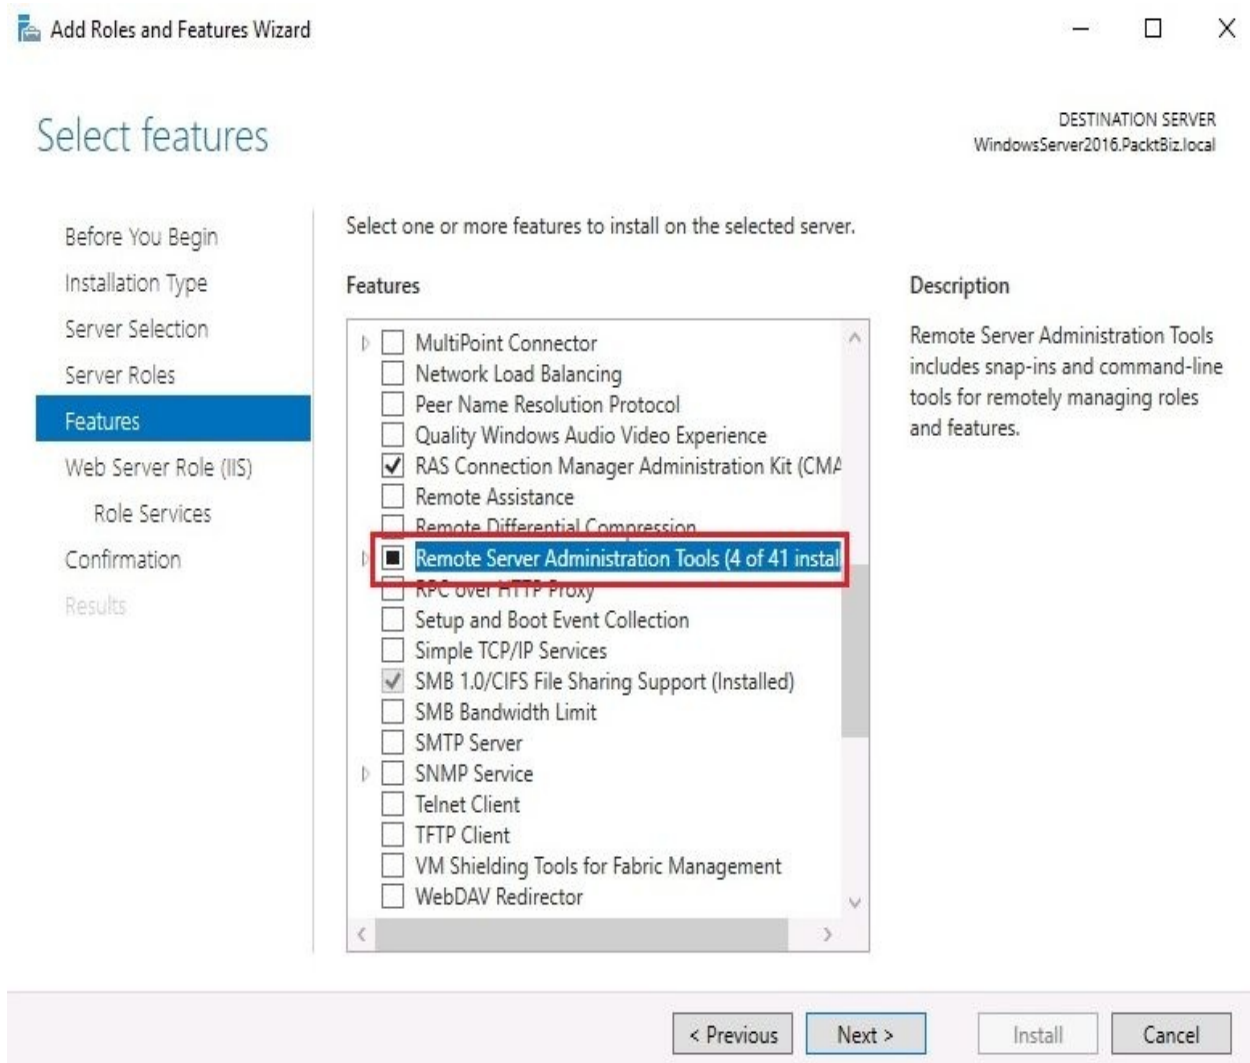 Add Roles and Features Wizard
Select features
DESTINATION SERVER
WindowsServer2016.PacktBiz.local
Before You Begin
Installation Type
Server Selection
Server Roles
Features
Web Server Role (IIS)
Role Services
Confirmation
Results
Select one or more features to install on the selected server.
Features
MultiPoint Connector
Network Load Balancing
Peer Name Resolution Protocol
Quality Windows Audio Video Experience
RAS Connection Manager Administration Kit (CMA
Remote Assistance
Remote Differential Compression
Remote Server Administration Tools (4 of 41 instal
RPC over HTTP Proxy
Setup and Boot Event Collection
Simple TCP/IP Services
SMB 1.0/CIFS File Sharing Support (Installed)
SMB Bandwidth Limit
SMTP Server
SNMP Service
Telnet Client
TFTP Client
VM Shielding Tools for Fabric Management
WebDAV Redirector
Description
Remote Server Administration Tools
includes snap-ins and command-line
tools for remotely managing roles
and features.
< Previous
Next >
Install
Cancel